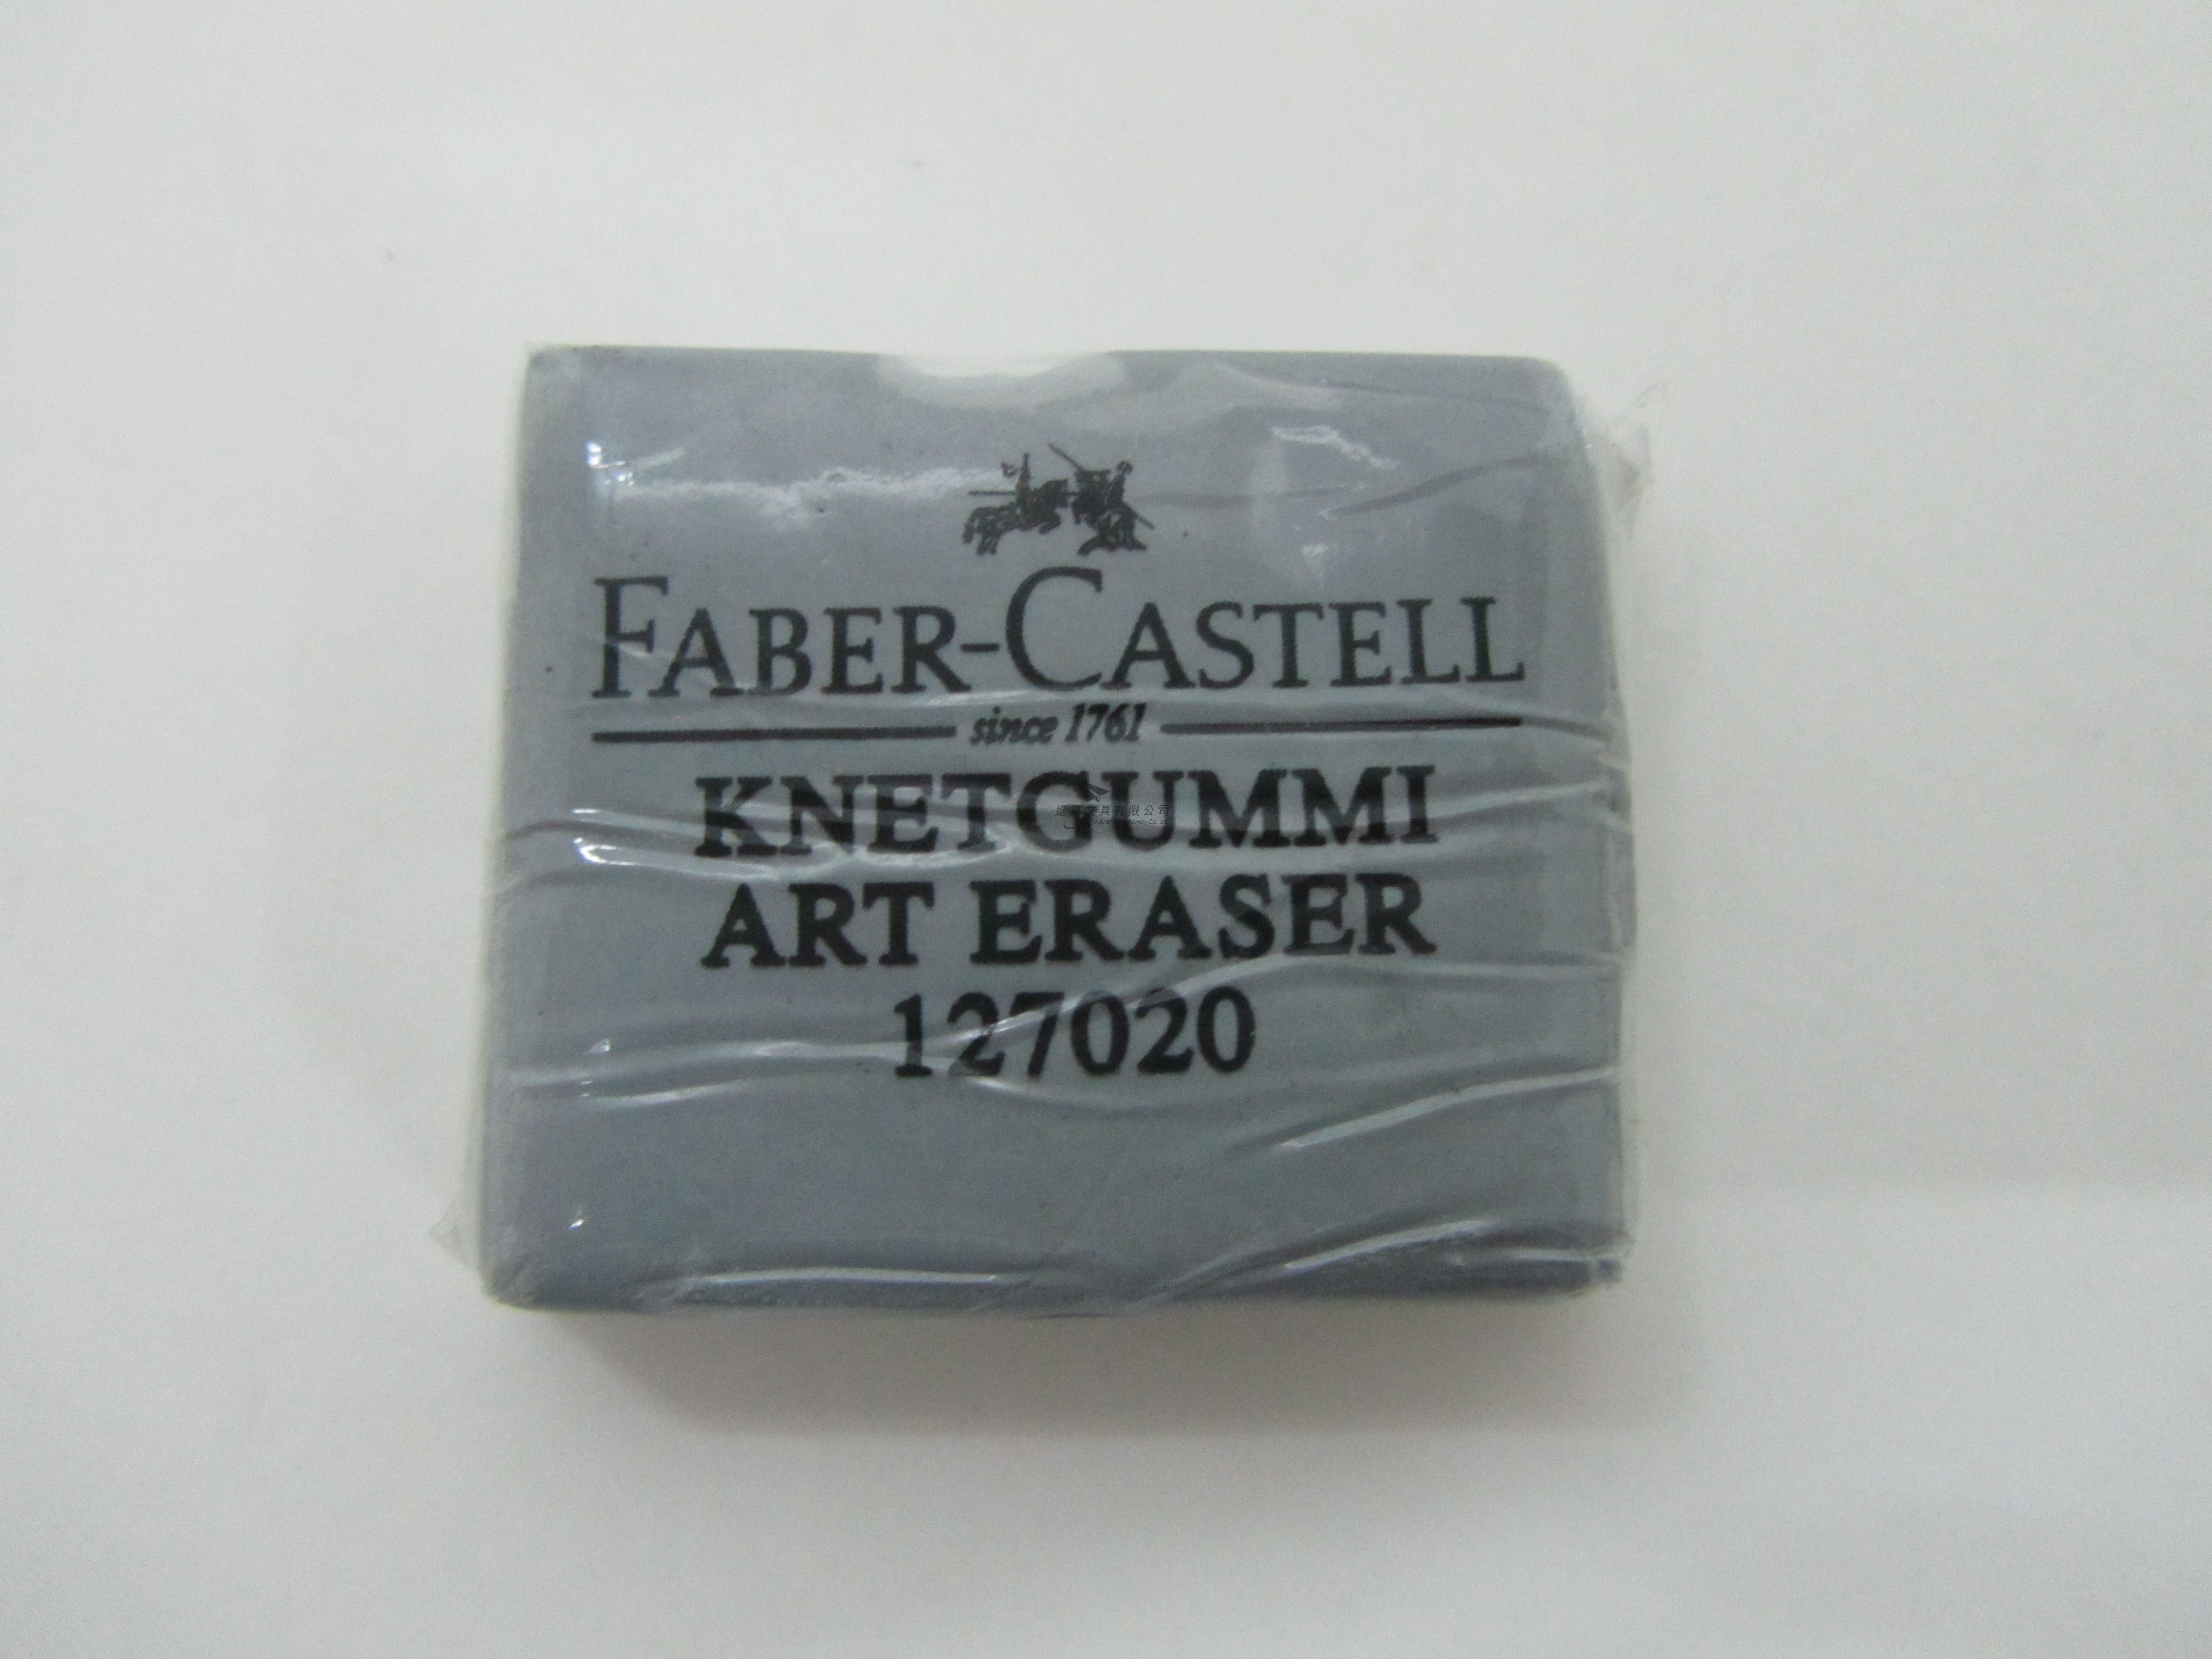 FABER-CASTELL
since 1761
KNETGUMMI
ART ERASER
127020